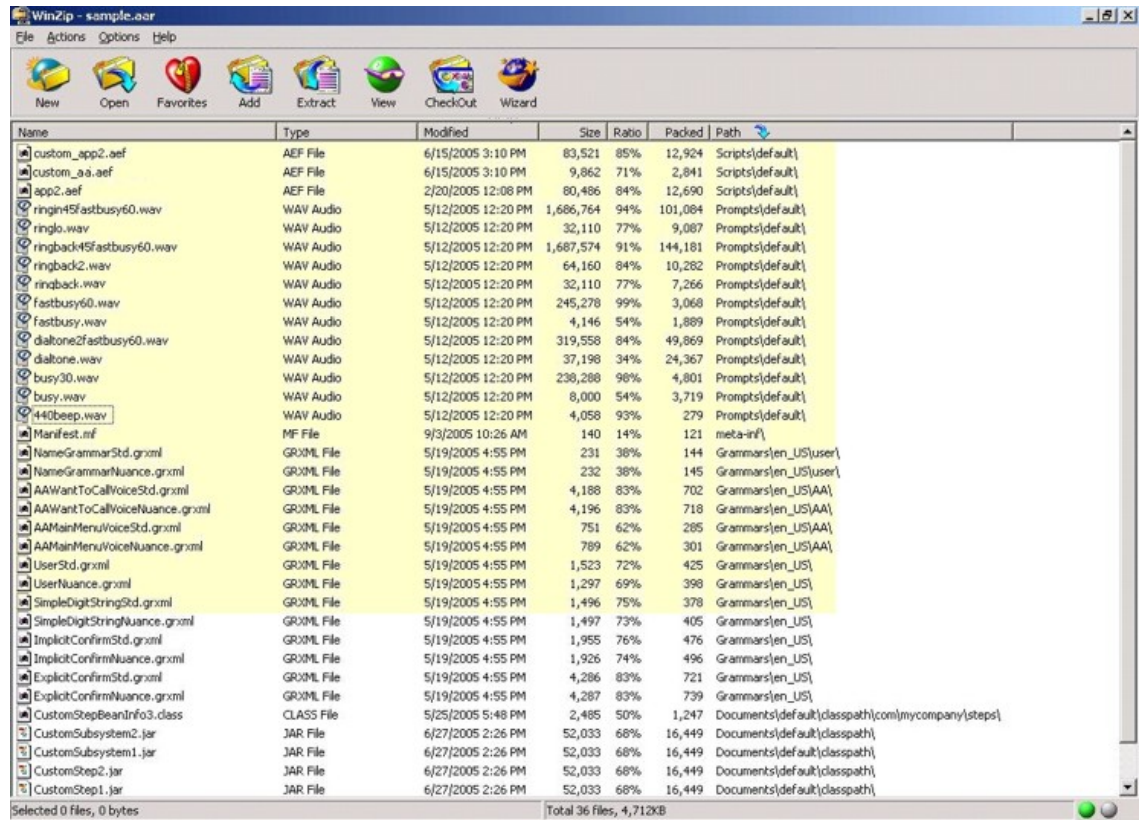 WinZip - sample.aar
File Actions Options Help
New Open Favorites Add Extract View CheckOut Wizard
Name Type Modified Size Ratio Packed Path
custom_app2.aef AEF File 6/15/2005 3:10 PM 83,521 85% 12,924 Scripts\default\
custom_aa.aef AEF File 6/15/2005 3:10 PM 9,862 71% 2,841 Scripts\default\
app2.aef AEF File 2/20/2005 12:08 PM 80,486 84% 12,690 Scripts\default\
ringin45fastbusy60.wav WAV Audio 5/12/2005 12:20 PM 1,686,764 94% 101,084 Prompts\default\
ringlo.wav WAV Audio 5/12/2005 12:20 PM 32,110 77% 9,087 Prompts\default\
ringback45fastbusy60.wav WAV Audio 5/12/2005 12:20 PM 1,687,574 91% 144,181 Prompts\default\
ringback2.wav WAV Audio 5/12/2005 12:20 PM 64,160 84% 10,282 Prompts\default\
ringback.wav WAV Audio 5/12/2005 12:20 PM 32,110 77% 7,266 Prompts\default\
fastbusy60.wav WAV Audio 5/12/2005 12:20 PM 245,278 99% 3,068 Prompts\default\
fastbusy.wav WAV Audio 5/12/2005 12:20 PM 4,146 54% 1,889 Prompts\default\
dialtone2fastbusy60.wav WAV Audio 5/12/2005 12:20 PM 319,558 84% 49,869 Prompts\default\
dialtone.wav WAV Audio 5/12/2005 12:20 PM 37,198 34% 24,367 Prompts\default\
busy30.wav WAV Audio 5/12/2005 12:20 PM 238,288 98% 4,801 Prompts\default\
busy.wav WAV Audio 5/12/2005 12:20 PM 8,000 54% 3,719 Prompts\default\
440beep.wav WAV Audio 5/12/2005 12:20 PM 4,058 93% 279 Prompts\default\
Manifest.mf MF File 9/3/2005 10:26 AM 140 14% 121 meta-inf\
NameGrammarStd.grxml GRXML File 5/19/2005 4:55 PM 231 38% 144 Grammars\en_US\user\
NameGrammarNuance.grxml GRXML File 5/19/2005 4:55 PM 232 38% 145 Grammars\en_US\user\
AAWantToCallVoiceStd.grxml GRXML File 5/19/2005 4:55 PM 4,188 83% 702 Grammars\en_US\AA\
AAWantToCallVoiceNuance.grxml GRXML File 5/19/2005 4:55 PM 4,196 83% 718 Grammars\en_US\AA\
AAMainMenuVoiceStd.grxml GRXML File 5/19/2005 4:55 PM 751 62% 285 Grammars\en_US\AA\
AAMainMenuVoiceNuance.grxml GRXML File 5/19/2005 4:55 PM 789 62% 301 Grammars\en_US\AA\
UserStd.grxml GRXML File 5/19/2005 4:55 PM 1,523 72% 425 Grammars\en_US\
UserNuance.grxml GRXML File 5/19/2005 4:55 PM 1,297 69% 398 Grammars\en_US\
SimpleDigitStringStd.grxml GRXML File 5/19/2005 4:55 PM 1,496 75% 378 Grammars\en_US\
SimpleDigitStringNuance.grxml GRXML File 5/19/2005 4:55 PM 1,497 73% 405 Grammars\en_US\
ImplicitConfirmStd.grxml GRXML File 5/19/2005 4:55 PM 1,955 76% 476 Grammars\en_US\
ImplicitConfirmNuance.grxml GRXML File 5/19/2005 4:55 PM 1,926 74% 496 Grammars\en_US\
ExplicitConfirmStd.grxml GRXML File 5/19/2005 4:55 PM 4,286 83% 721 Grammars\en_US\
ExplicitConfirmNuance.grxml GRXML File 5/19/2005 4:55 PM 4,287 83% 739 Grammars\en_US\
CustomStepBeanInfo3.class CLASS File 5/25/2005 5:48 PM 2,485 50% 1,247 Documents\default\classpath\com\mycompany\steps\
CustomSubsystem2.jar JAR File 6/27/2005 2:26 PM 52,033 68% 16,449 Documents\default\classpath\
CustomSubsystem1.jar JAR File 6/27/2005 2:26 PM 52,033 68% 16,449 Documents\default\classpath\
CustomStep2.jar JAR File 6/27/2005 2:26 PM 52,033 68% 16,449 Documents\default\classpath\
CustomStep1.jar JAR File 6/27/2005 2:26 PM 52,033 68% 16,449 Documents\default\classpath\
Selected 0 files, 0 bytes Total 36 files, 4,712KB